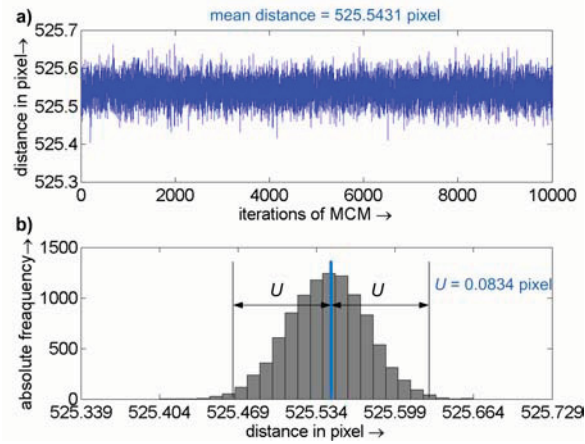 a)
mean distance = 525.5431 pixel
525.7
525.6
525.5
525.4
525.3
distance in pixel→
0 2000 4000 6000 8000 10000
iterations of MCM →
b)
1500
1000
500
0
absolute freaquency→
U U
U = 0.0834 pixel
525.339 525.404 525.469 525.534 525.599 525.664 525.729
distance in pixel →